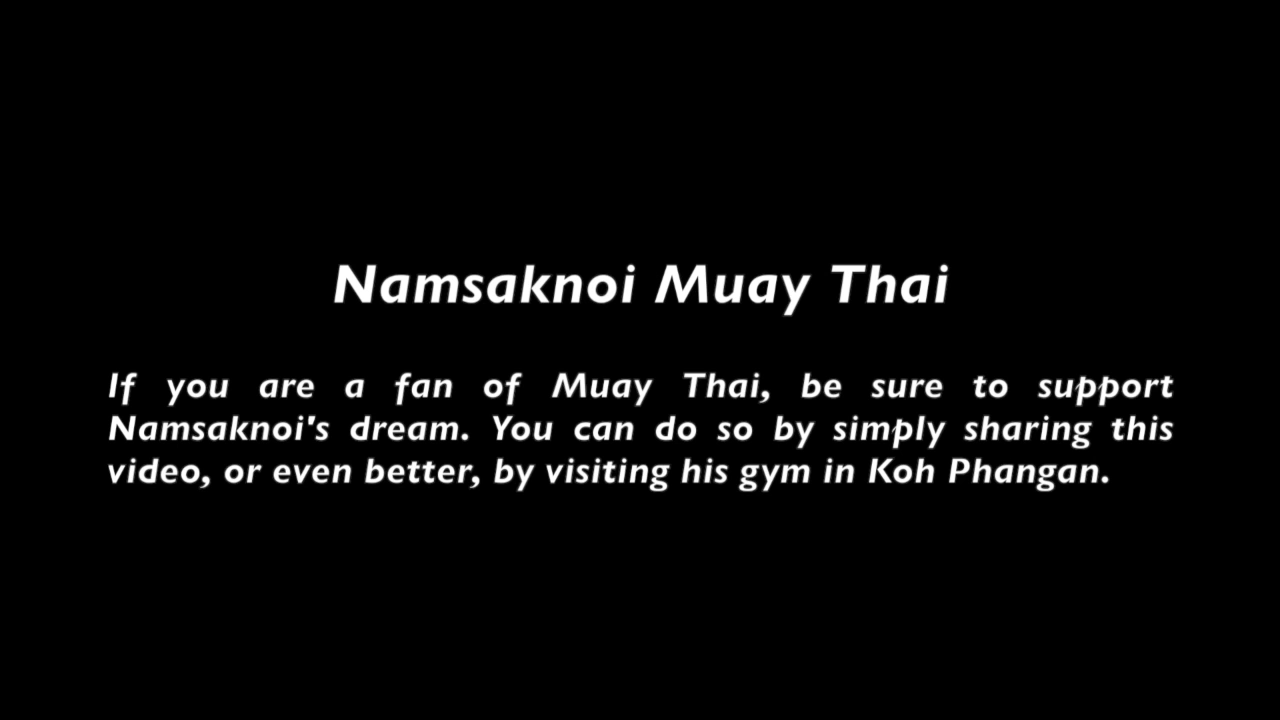 Namsaknoi Muay Thai
If you are a fan of Muay Thai, be sure to support
Namsaknoi's dream. You can do so by simply sharing this
video, or even better, by visiting his gym in Koh Phangan.